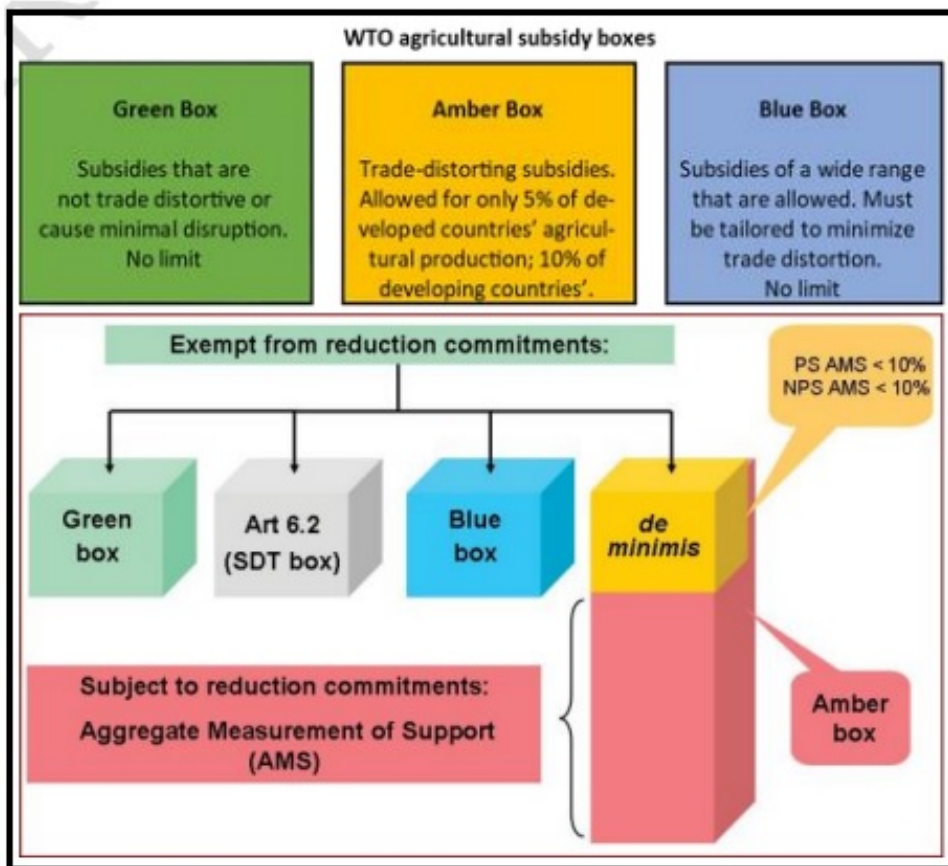 WTO agricultural subsidy boxes
Green Box
Subsidies that are
not trade distortive or
cause minimal disruption.
No limit
Amber Box
Trade-distorting subsidies.
Allowed for only 5% of de-
veloped countries' agricul-
tural production; 10% of
developing countries'.
Blue Box
Subsidies of a wide range
that are allowed. Must
be tailored to minimize
trade distortion.
No limit
Exempt from reduction commitments:
PS AMS < 10%
NPS AMS < 10%
Green
box
Art 6.2
(SDT box)
Blue
box
de
minimis
Subject to reduction commitments:
Aggregate Measurement of Support
(AMS)
Amber
box